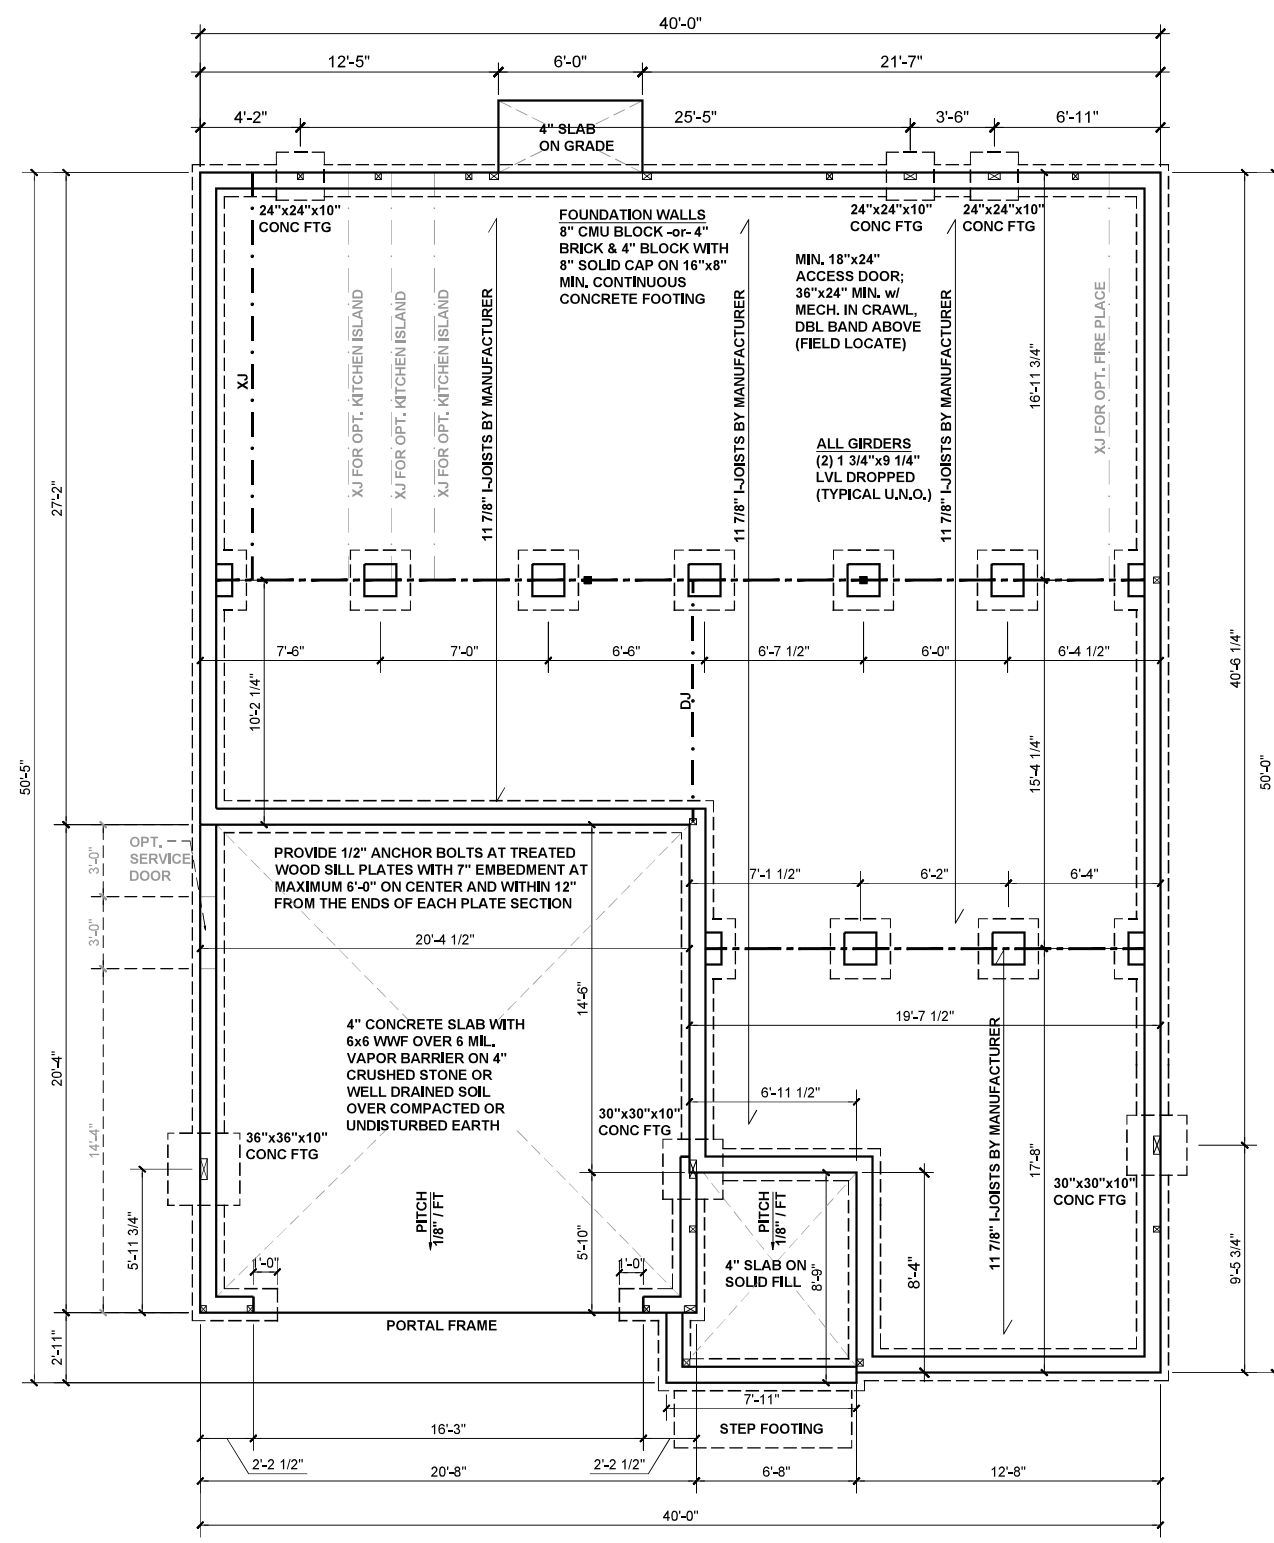 40'-0"
12'-5"
6'-0"
21'-7"
4'-2"
25'-5"
3'-6"
6'-11"
4" SLAB
ON GRADE
24"x24"x10"
CONC FTG
FOUNDATION WALLS
8" CMU BLOCK -or- 4"
BRICK & 4" BLOCK WITH
8" SOLID CAP ON 16"x8"
MIN. CONTINUOUS
CONCRETE FOOTING
24"x24"x10"
CONC FTG
24"x24"x10"
CONC FTG
MIN. 18"x24"
ACCESS DOOR;
36"x24" MIN. w/
MECH. IN CRAWL,
DBL BAND ABOVE
(FIELD LOCATE)
XJ
XJ FOR OPT. KITCHEN ISLAND
XJ FOR OPT. KITCHEN ISLAND
XJ FOR OPT. KITCHEN ISLAND
11 7/8" I-JOISTS BY MANUFACTURER
11 7/8" I-JOISTS BY MANUFACTURER
11 7/8" I-JOISTS BY MANUFACTURER
16'-11 3/4"
XJ FOR OPT. FIRE PLACE
ALL GIRDERS
(2) 1 3/4"x9 1/4"
LVL DROPPED
(TYPICAL U.N.O.)
27'-2"
50'-5"
40'-6 1/4"
50'-0"
7'-6"
7'-0"
6'-6"
6'-7 1/2"
6'-0"
6'-4 1/2"
10'-2 1/4"
DJ
15'-4 1/4"
OPT.
SERVICE
DOOR
3'-0"
3'-0"
14'-4"
20'-4"
PROVIDE 1/2" ANCHOR BOLTS AT TREATED
WOOD SILL PLATES WITH 7" EMBEDMENT AT
MAXIMUM 6'-0" ON CENTER AND WITHIN 12"
FROM THE ENDS OF EACH PLATE SECTION
7'-1 1/2"
6'-2"
6'-4"
20'-4 1/2"
14'-6"
19'-7 1/2"
4" CONCRETE SLAB WITH
6x6 WWF OVER 6 MIL.
VAPOR BARRIER ON 4"
CRUSHED STONE OR
WELL DRAINED SOIL
OVER COMPACTED OR
UNDISTURBED EARTH
6'-11 1/2"
30"x30"x10"
CONC FTG
36"x36"x10"
CONC FTG
11 7/8" I-JOISTS BY MANUFACTURER
17'-8"
30"x30"x10"
CONC FTG
5'-11 3/4"
PITCH
1/8" / FT
5'-10"
PITCH
1/8" / FT
4" SLAB ON
SOLID FILL
8'-9"
8'-4"
9'-5 3/4"
1'-0"
1'-0"
PORTAL FRAME
2'-11"
7'-11"
STEP FOOTING
16'-3"
2'-2 1/2"
2'-2 1/2"
20'-8"
6'-8"
12'-8"
40'-0"